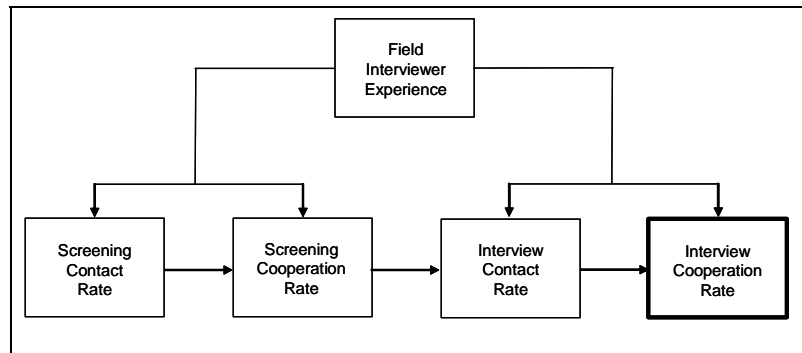 Field
Interviewer
Experience
Screening
Contact
Rate
Screening
Cooperation
Rate
Interview
Contact
Rate
Interview
Cooperation
Rate